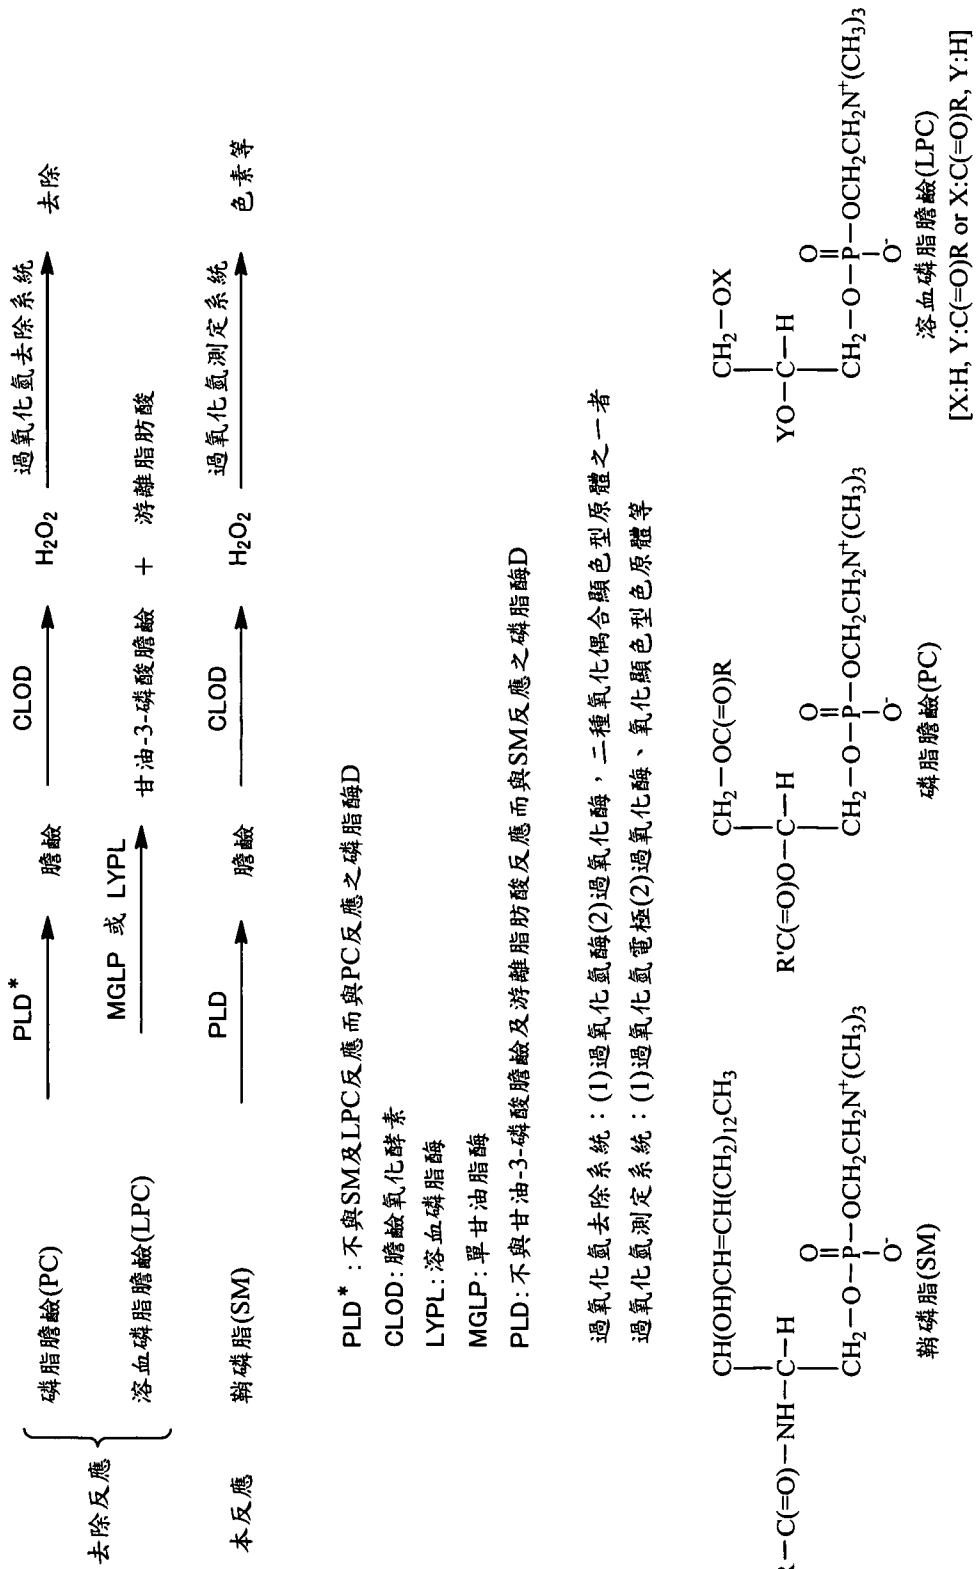 去除反應
磷脂膽鹼(PC) PLD* 膽鹼 CLOD H2O2 過氧化氫去除系統 去除
溶血磷脂膽鹼(LPC) MGLP 或 LYPL 甘油-3-磷酸膽鹼 + 游離脂肪酸
本反應 鞘磷脂(SM) PLD 膽鹼 CLOD H2O2 過氧化氫測定系統 色素等
PLD*:不與SM及LPC反應而與PC反應之磷脂酶D
CLOD:膽鹼氧化酵素
LYPL:溶血磷脂酶
MGLP:單甘油脂酶
PLD:不與甘油-3-磷酸膽鹼及游離脂肪酸反應而與SM反應之磷脂酶D
過氧化氫去除系統:(1)過氧化氫酶(2)過氧化酶,二種氧化偶合顯色型原體之一者
過氧化氫測定系統:(1)過氧化氫電極(2)過氧化酶、氧化顯色型色原體等
CH(OH)CH=CH(CH2)12CH3
R-C(=O)-NH-C-H
O
CH2-O-P-OCH2CH2N+(CH3)3
O-
鞘磷脂(SM)
CH2-OC(=O)R
R'C(=O)O-C-H
O
CH2-O-P-OCH2CH2N+(CH3)3
O-
磷脂膽鹼(PC)
CH2-OX
YO-C-H
O
CH2-O-P-OCH2CH2N+(CH3)3
O-
溶血磷脂膽鹼(LPC)
[X:H, Y:C(=O)R or X:C(=O)R, Y:H]